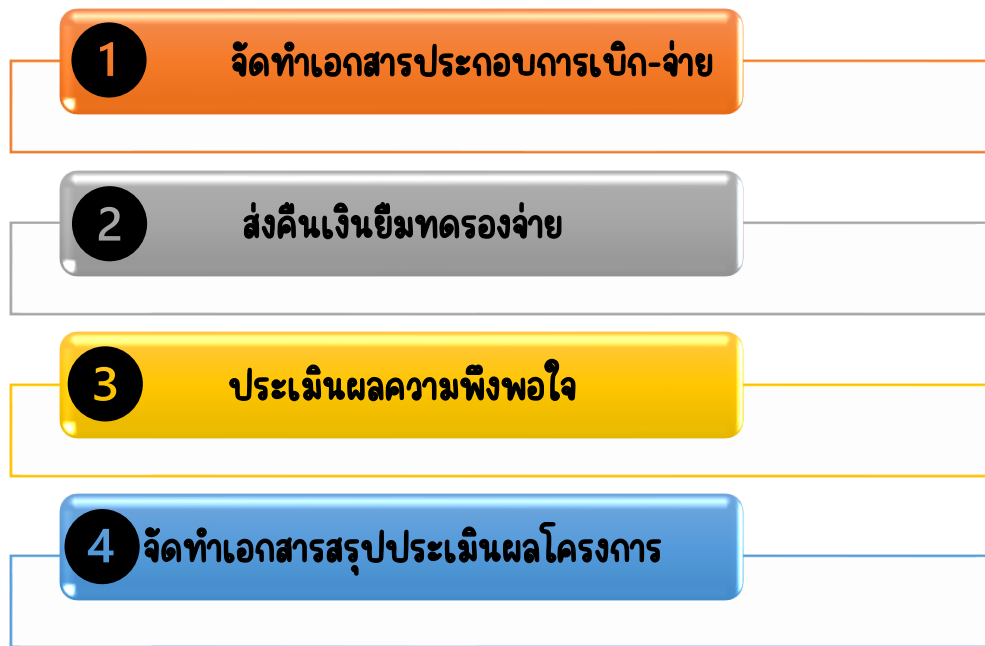 1 จัดทำเอกสารประกอบการเบิก-จ่าย
2 ส่งคืนเงินยืมทดรองจ่าย
3 ประเมินผลความพึงพอใจ
4 จัดทำเอกสารสรุปประเมินผลโครงการ